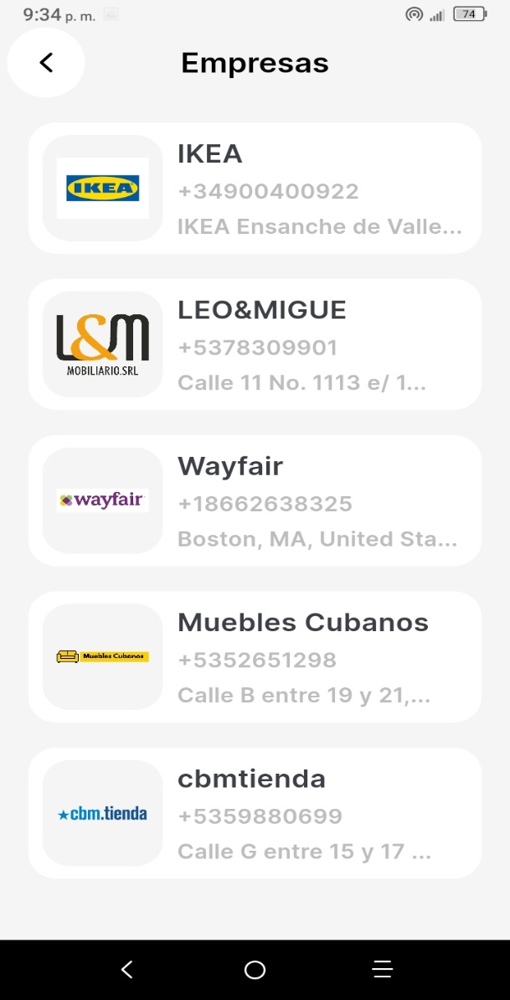 9:34 p. m.
74
Empresas
IKEA
IKEA
+34900400922
IKEA Ensanche de Valle...
L&M
MOBILIARIO.SRL
LEO&MIGUE
+5378309901
Calle 11 No. 1113 e/ 1...
wayfair
Wayfair
+18662638325
Boston, MA, United Sta...
Muebles Cubanos
Muebles Cubanos
+5352651298
Calle B entre 19 y 21,...
cbm.tienda
cbmtienda
+5359880699
Calle G entre 15 y 17 ...